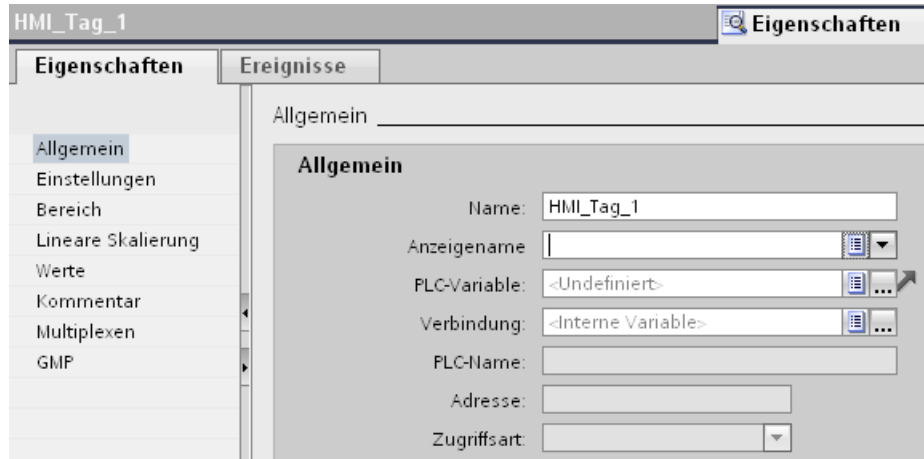 HMI_Tag_1
Eigenschaften
Eigenschaften
Ereignisse
Allgemein
Einstellungen
Bereich
Lineare Skalierung
Werte
Kommentar
Multiplexen
GMP
Allgemein
Allgemein
Name: HMI_Tag_1
Anzeigename
PLC-Variable: <Undefiniert>
Verbindung: <Interne Variable>
PLC-Name:
Adresse:
Zugriffsart: